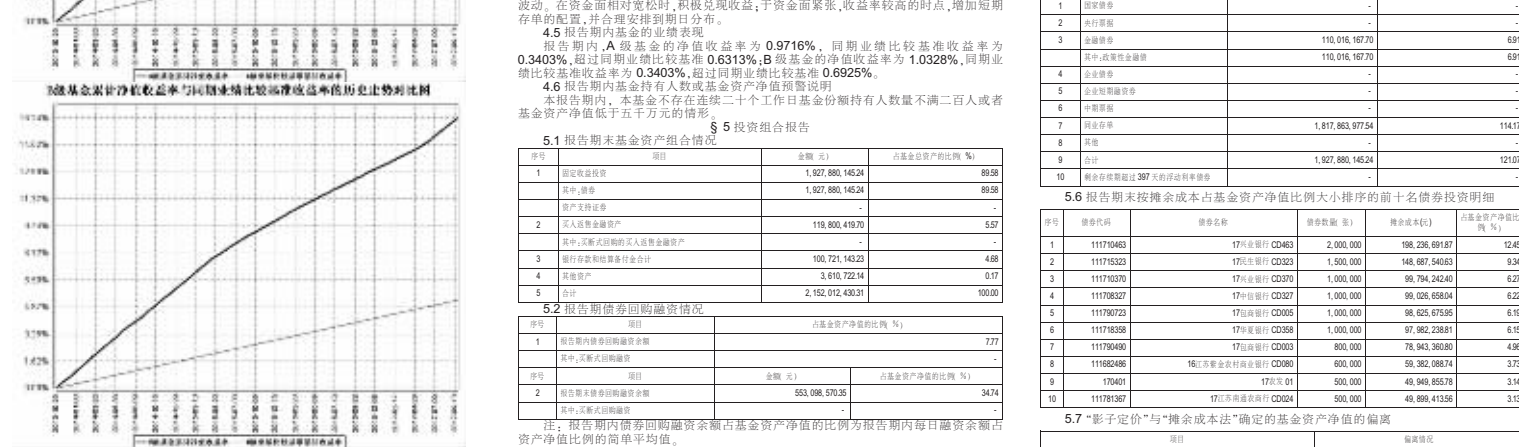 B级基金累计净值收益率与同期业绩比较基准收益率的历史走势对比图
波动。在资金面相对宽松时,积极兑现收益;于资金面紧张,收益率较高的时点,增加短期
存单的配置,并合理安排到期日分布。
4.5 报告期内基金的业绩表现
报告期内,A 级基金的净值收益率为 0.9716%, 同期业绩比较基准收益率为
0.3403%,超过同期业绩比较基准 0.6313%;B 级基金的净值收益率为 1.0328%,同期业
绩比较基准收益率为 0.3403%,超过同期业绩比较基准 0.6925%。
4.6 报告期内基金持有人数或基金资产净值预警说明
本报告期内, 本基金不存在连续二十个工作日基金份额持有人数量不满二百人或者
基金资产净值低于五千万元的情形。
§ 5 投资组合报告
5.1 报告期末基金资产组合情况
序号 项目 金额( 元) 占基金总资产的比例( %)
1 固定收益投资 1,927,880,145.24 89.58
其中:债券 1,927,880,145.24 89.58
资产支持证券 - -
2 买入返售金融资产 119,800,419.70 5.57
其中:买断式回购的买入返售金融资产 - -
3 银行存款和结算备付金合计 100,721,143.23 4.68
4 其他资产 3,610,722.14 0.17
5 合计 2,152,012,430.31 100.00
5.2 报告期债券回购融资情况
序号 项目 占基金资产净值的比例( %)
1 报告期内债券回购融资余额 7.77
其中:买断式回购融资 -
序号 项目 金额( 元) 占基金资产净值的比例( %)
2 报告期末债券回购融资余额 553,098,570.35 34.74
其中:买断式回购融资 - -
注: 报告期内债券回购融资余额占基金资产净值的比例为报告期内每日融资余额占
资产净值比例的简单平均值。
1 国家债券 - -
2 央行票据 - -
3 金融债券 110,016,167.70 6.91
其中:政策性金融债 110,016,167.70 6.91
4 企业债券 - -
5 企业短期融资券 - -
6 中期票据 - -
7 同业存单 1,817,863,977.54 114.17
8 其他 - -
9 合计 1,927,880,145.24 121.07
10 剩余存续期超过 397 天的浮动利率债券 - -
5.6 报告期末按摊余成本占基金资产净值比例大小排序的前十名债券投资明细
序号 债券代码 债券名称 债券数量( 张) 摊余成本(元) 占基金资产净值比例( %)
1 111710463 17兴业银行 CD463 2,000,000 198,236,691.87 12.45
2 111715323 17民生银行 CD323 1,500,000 148,687,540.63 9.34
3 111710370 17兴业银行 CD370 1,000,000 99,794,242.40 6.27
4 111708327 17中信银行 CD327 1,000,000 99,026,658.04 6.22
5 111790723 17包商银行 CD005 1,000,000 98,625,675.95 6.19
6 111718358 17华夏银行 CD358 1,000,000 97,982,238.81 6.15
7 111790490 17包商银行 CD003 800,000 78,943,360.80 4.96
8 111682486 16江苏紫金农村商业银行 CD080 600,000 59,382,088.74 3.73
9 170401 17农发 01 500,000 49,949,855.78 3.14
10 111781367 17江苏南通农商行 CD024 500,000 49,899,413.56 3.13
5.7 “影子定价”与“摊余成本法”确定的基金资产净值的偏离
项目 偏离情况